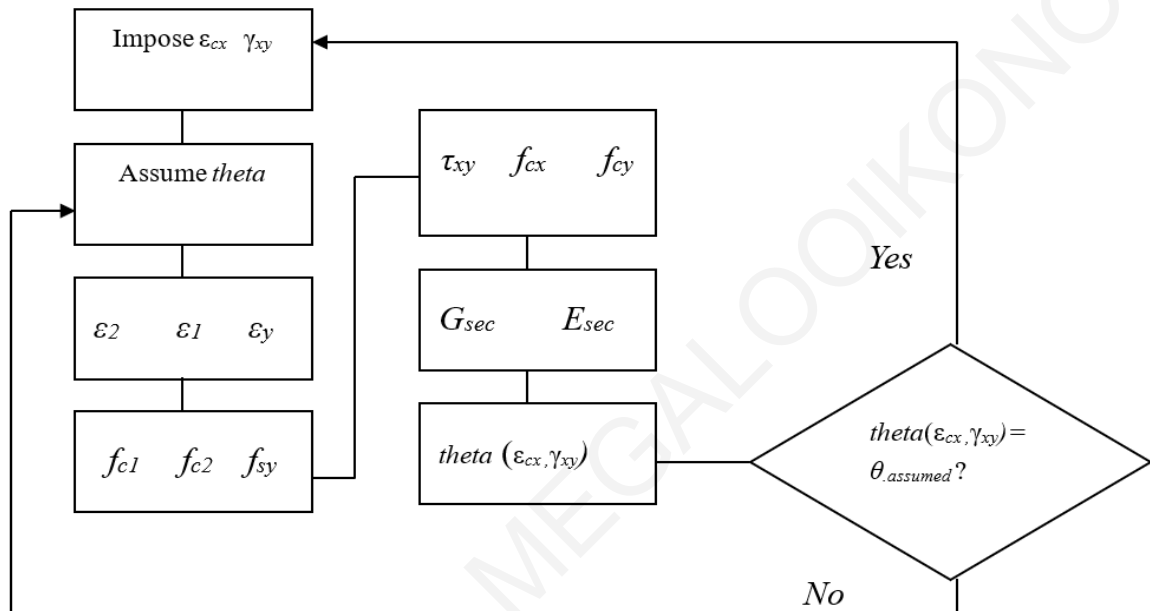 Impose εcx γxy
Assume theta
ε2 ε1 εy
fc1 fc2 fsy
τxy fcx fcy
Gsec Esec
theta (εcx,γxy)
theta(εcx,γxy)=
θ.assumed?
Yes
No
MEGALOOIKONO